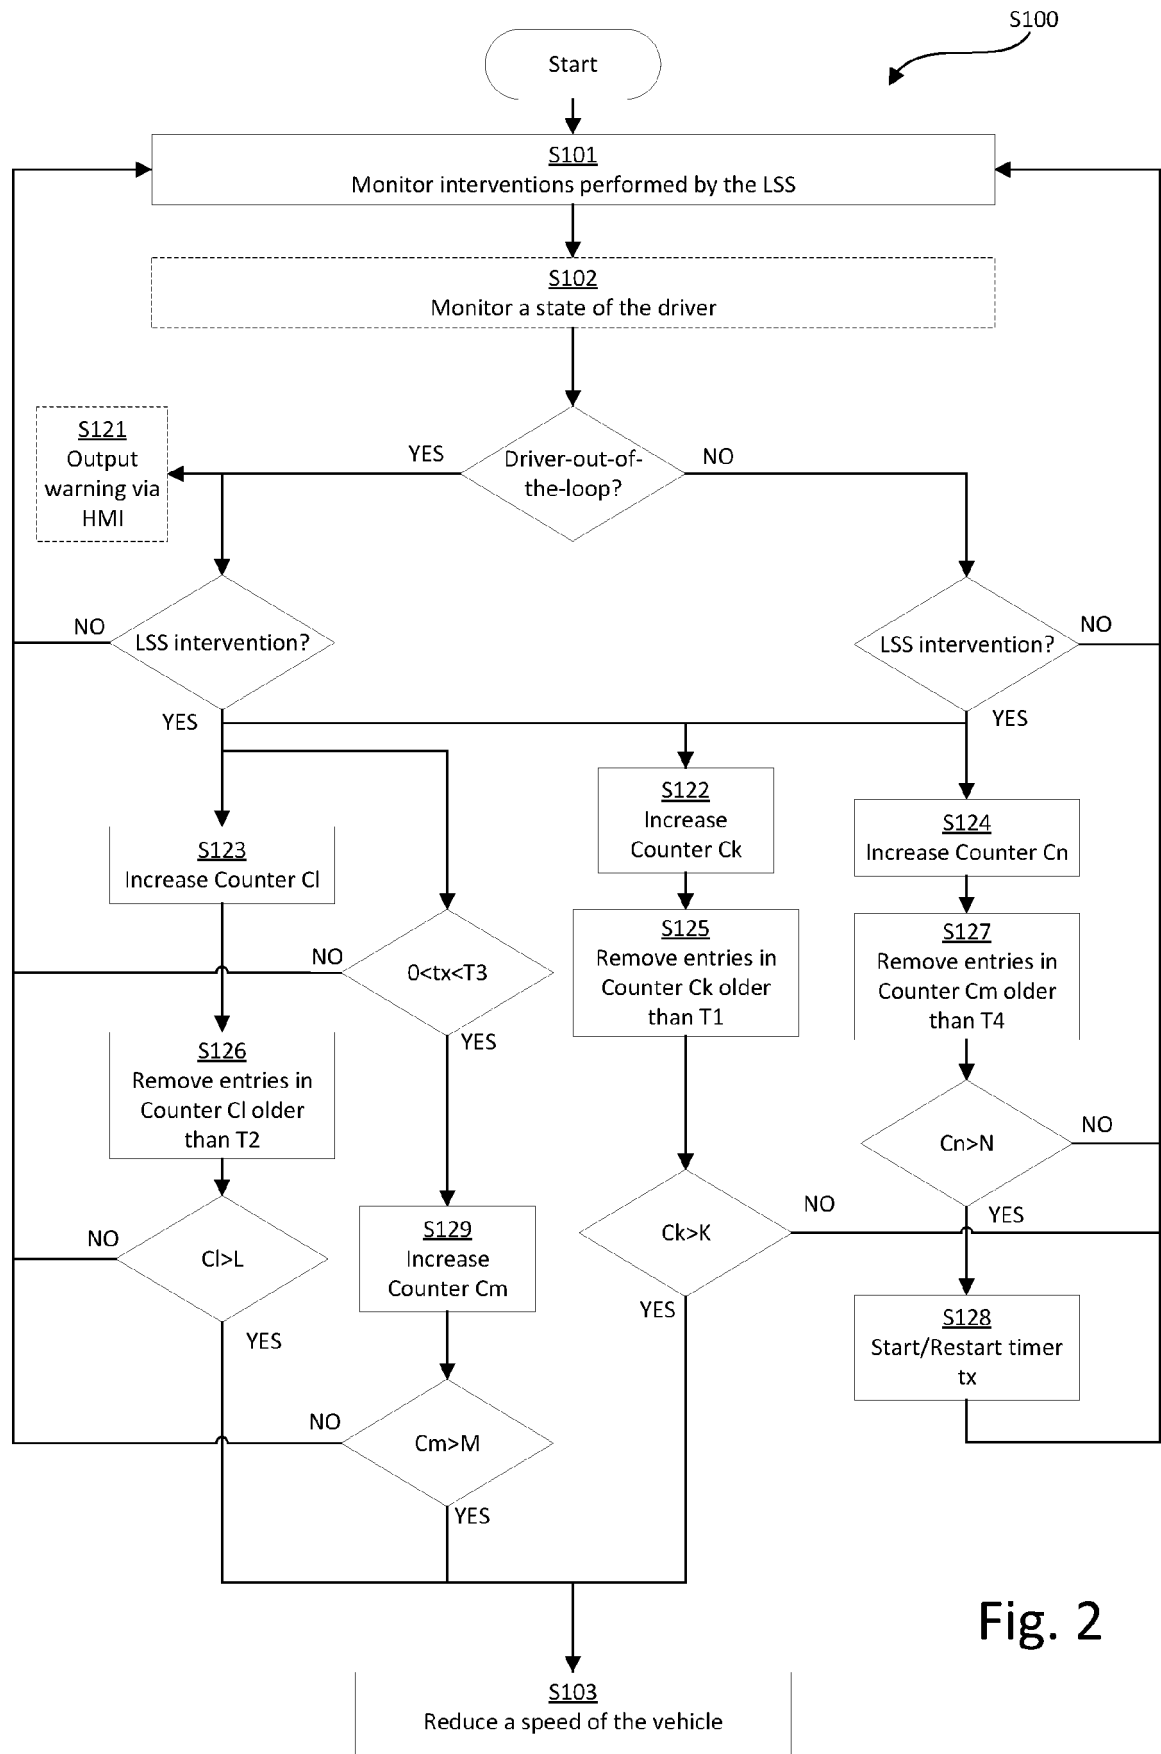 S100
Start
S101
Monitor interventions performed by the LSS
S102
Monitor a state of the driver
S121
Output
warning via
HMI
YES
Driver-out-of-
the-loop?
NO
NO
LSS intervention?
YES
LSS intervention?
NO
YES
S123
Increase Counter Cl
S122
Increase
Counter Ck
S124
Increase Counter Cn
NO
0<tx<T3
YES
S125
Remove entries in
Counter Ck older
than T1
S127
Remove entries in
Counter Cm older
than T4
S126
Remove entries in
Counter Cl older
than T2
Cn>N
NO
YES
NO
Cl>L
YES
S129
Increase
Counter Cm
Ck>K
NO
YES
S128
Start/Restart timer
tx
NO
Cm>M
YES
S103
Reduce a speed of the vehicle
Fig. 2